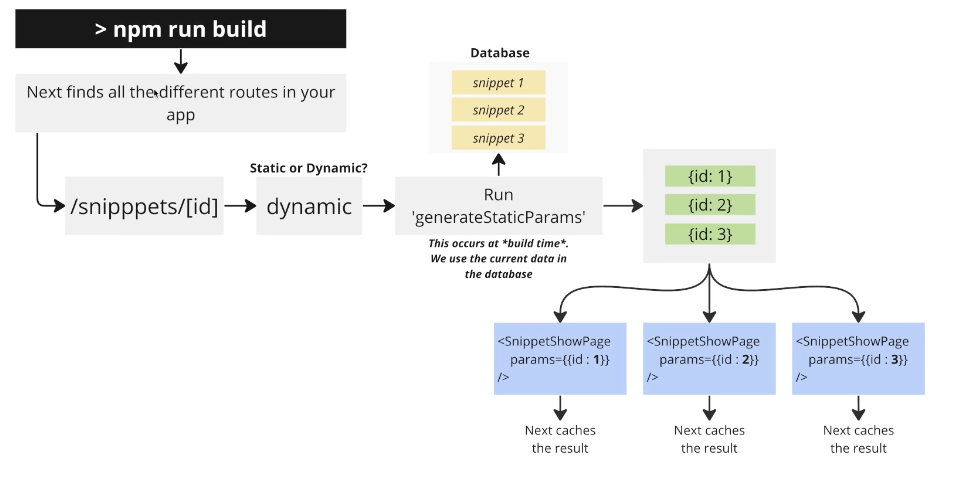 > npm run build
Next finds all the different routes in your
app
Database
snippet 1
snippet 2
snippet 3
Static or Dynamic?
/snipppets/[id]
dynamic
Run
'generateStaticParams'
This occurs at *build time*.
We use the current data in
the database
{id: 1}
{id: 2}
{id: 3}
<SnippetShowPage
params={{id : 1}}
/>
<SnippetShowPage
params={{id : 2}}
/>
<SnippetShowPage
params={{id : 3}}
/>
Next caches
the result
Next caches
the result
Next caches
the result